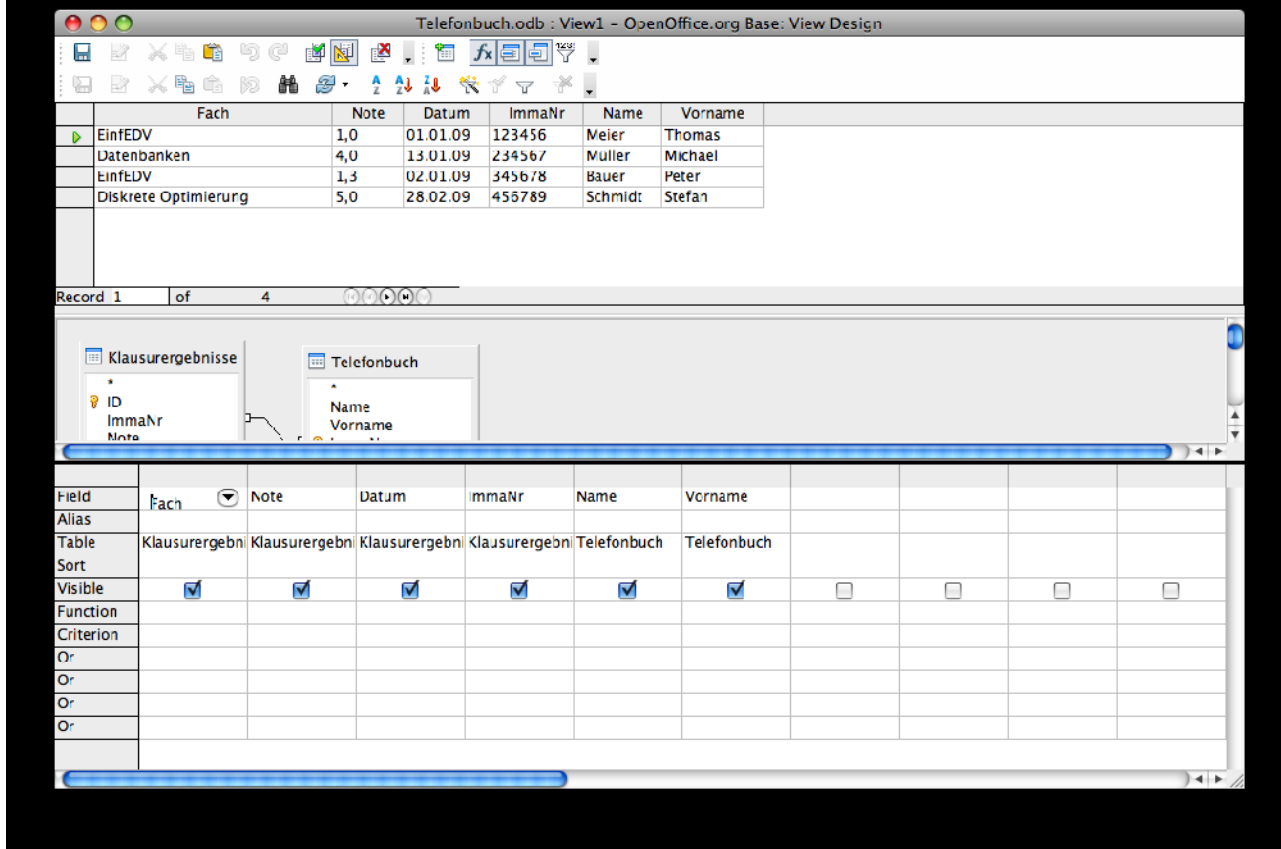 Telefonbuch.odb : View1 - OpenOffice.org Base: View Design
Fach Note Datum ImmaNr Name Vorname
EinfEDV 1,0 01.01.09 123456 Meier Thomas
Datenbanken 4,0 13.01.09 234567 Müller Michael
EinfEDV 1,3 02.01.09 345678 Bauer Peter
Diskrete Optimierung 5,0 28.02.09 456789 Schmidt Stefan
Record 1 of 4
Klausurergebnisse
*
ID
ImmaNr
Note
Telefonbuch
*
Name
Vorname
Field Fach Note Datum ImmaNr Name Vorname
Alias
Table Klausurergebni Klausurergebni Klausurergebni Klausurergebni Telefonbuch Telefonbuch
Sort
Visible
Function
Criterion
Or
Or
Or
Or